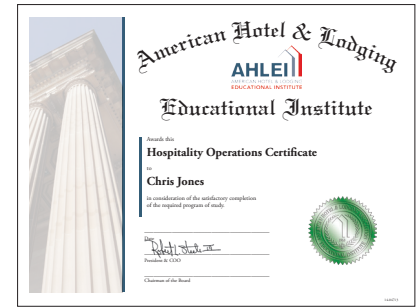 American Hotel & Lodging
AHLEI
AMERICAN HOTEL & LODGING
EDUCATIONAL INSTITUTE
Educational Institute
Awards this
Hospitality Operations Certificate
to
Chris Jones
in consideration of the satisfactory completion
of the required program of study.
Date
President & COO
Chairman of the Board